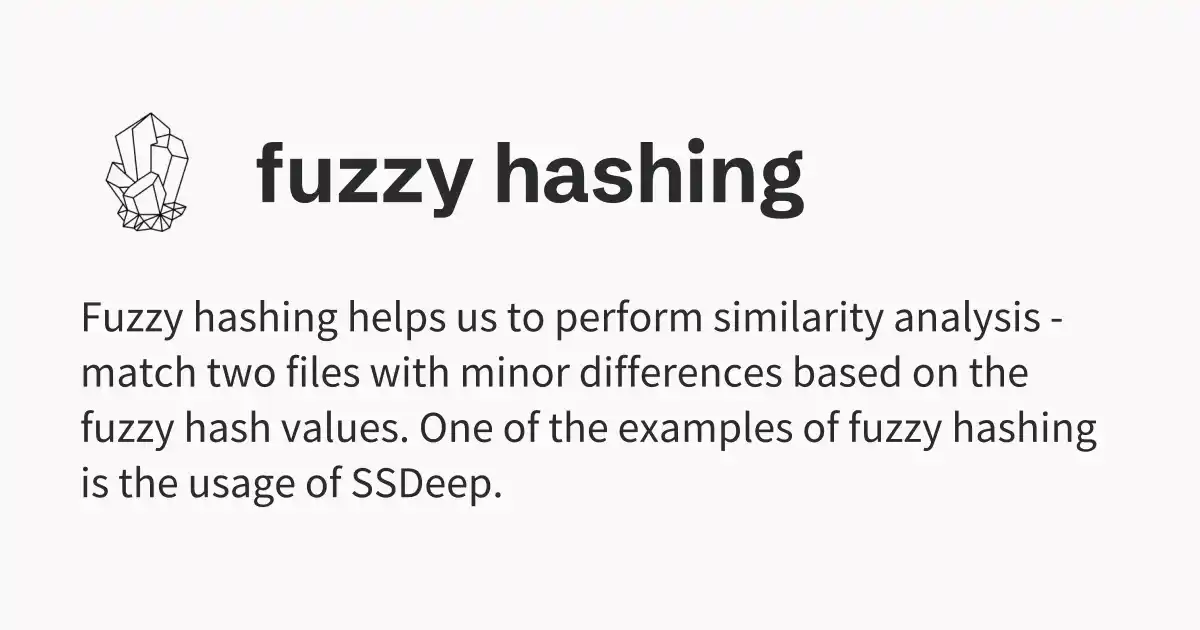 fuzzy hashing
Fuzzy hashing helps us to perform similarity analysis -
match two files with minor differences based on the
fuzzy hash values. One of the examples of fuzzy hashing
is the usage of SSDeep.